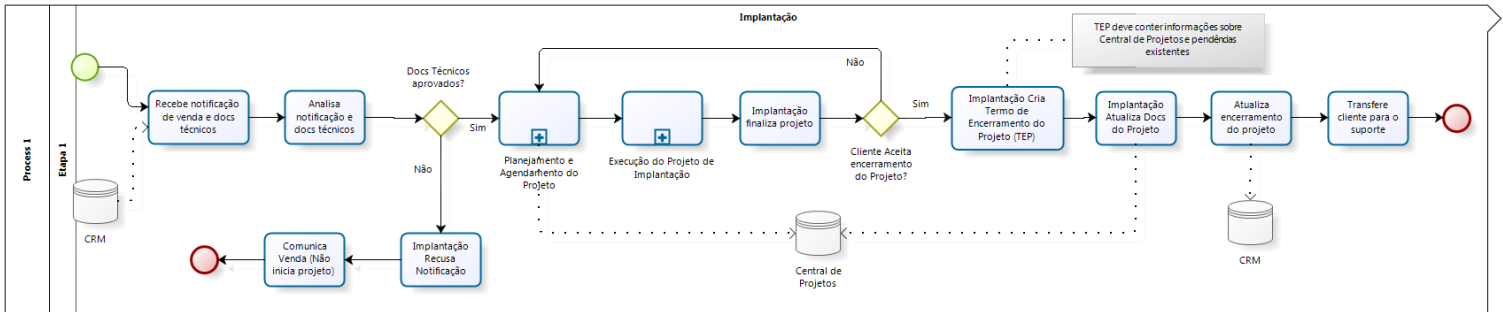 Implantação
Process 1
Etapa 1
TEP deve conter informações sobre
Central de Projetos e pendências
existentes
Recebe notificação
de venda e docs
técnicos
Analisa
notificação e
docs técnicos
Docs Técnicos
aprovados?
Sim
Não
Planejamento e
Agendamento do
Projeto
Execução do Projeto de
Implantação
Implantação
finaliza projeto
Não
Sim
Cliente Aceita
encerramento
do Projeto?
Implantação Cria
Termo de
Encerramento do
Projeto (TEP)
Implantação
Atualiza Docs
do Projeto
Atualiza
encerramento
do projeto
Transfere
cliente para o
suporte
CRM
Comunica
Venda (Não
inicia projeto)
Implantação
Recusa
Notificação
Central de
Projetos
CRM